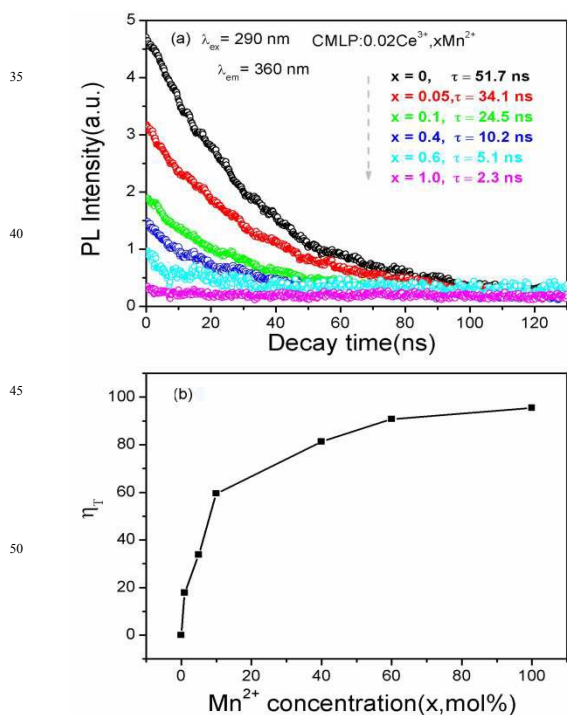 (a) λex = 290 nm CMLP:0.02Ce3+,xMn2+
λem = 360 nm
x = 0, τ = 51.7 ns
x = 0.05, τ = 34.1 ns
x = 0.1, τ = 24.5 ns
x = 0.4, τ = 10.2 ns
x = 0.6, τ = 5.1 ns
x = 1.0, τ = 2.3 ns
PL Intensity(a.u.)
5
4
3
2
1
0
0 20 40 60 80 100 120
Decay time(ns)
35
40
45
50
(b)
ηT
100
80
60
40
20
0
0 20 40 60 80 100
Mn2+ concentration(x,mol%)